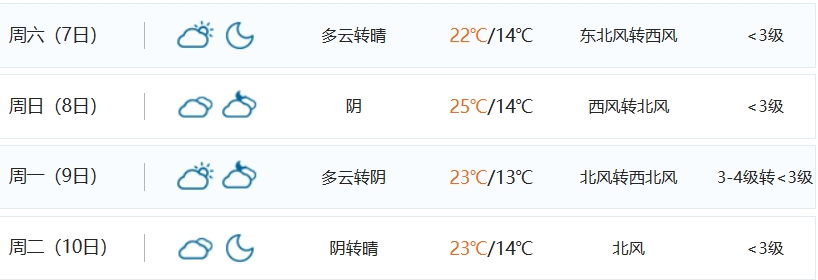 周六（7日） 多云转晴 22℃/14℃ 东北风转西风 <3级
周日（8日） 阴 25℃/14℃ 西风转北风 <3级
周一（9日） 多云转阴 23℃/13℃ 北风转西北风 3-4级转<3级
周二（10日） 阴转晴 23℃/14℃ 北风 <3级